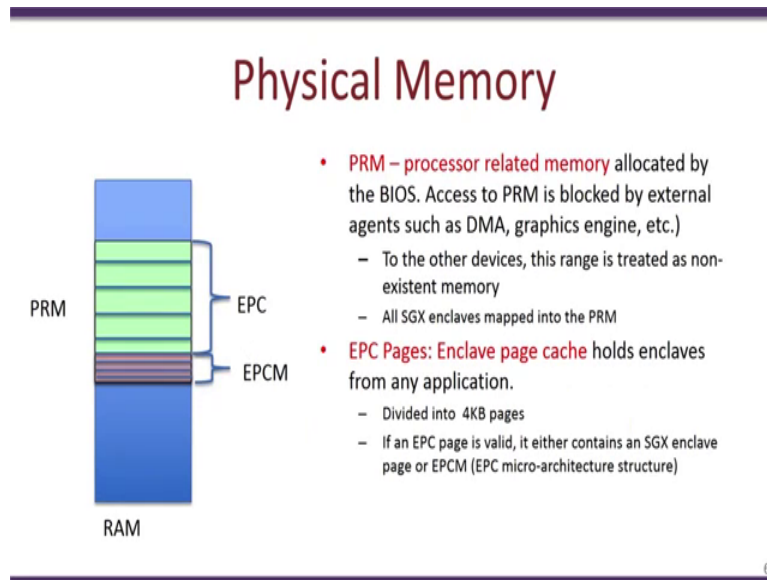 Physical Memory
PRM
EPC
EPCM
RAM
• PRM – processor related memory allocated by
the BIOS. Access to PRM is blocked by external
agents such as DMA, graphics engine, etc.)
– To the other devices, this range is treated as non-
existent memory
– All SGX enclaves mapped into the PRM
• EPC Pages: Enclave page cache holds enclaves
from any application.
– Divided into 4KB pages
– If an EPC page is valid, it either contains an SGX enclave
page or EPCM (EPC micro-architecture structure)